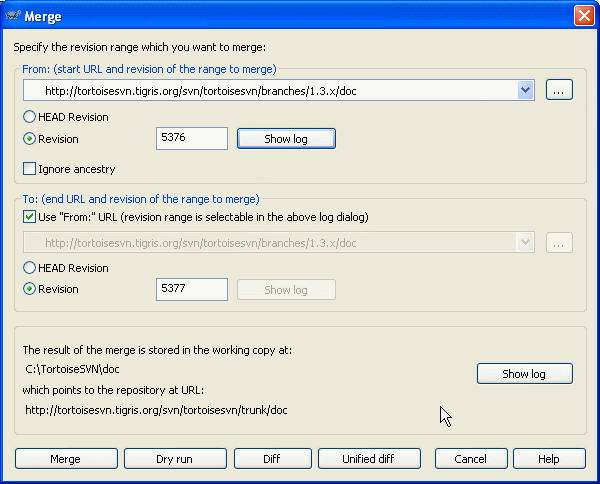 Merge
Specify the revision range which you want to merge:
From: (start URL and revision of the range to merge)
http://tortoisesvn.tigris.org/svn/tortoisesvn/branches/1.3.x/doc
...
HEAD Revision
Revision 5376 Show log
Ignore ancestry
To: (end URL and revision of the range to merge)
Use "From:" URL (revision range is selectable in the above log dialog)
http://tortoisesvn.tigris.org/svn/tortoisesvn/branches/1.3.x/doc
...
HEAD Revision
Revision 5377 Show log
The result of the merge is stored in the working copy at:
C:\TortoiseSVN\doc
Show log
which points to the repository at URL:
http://tortoisesvn.tigris.org/svn/tortoisesvn/trunk/doc
Merge Dry run Diff Unified diff Cancel Help